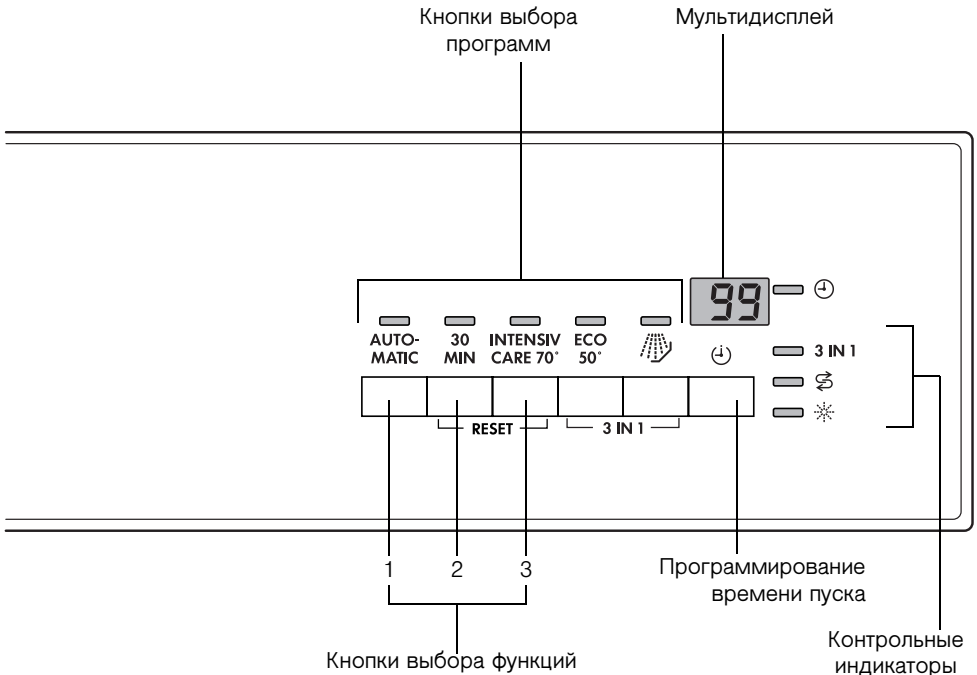 Кнопки выбора
программ
Мультидисплей
99
AUTO-
MATIC
30
MIN
INTENSIV
CARE 70°
ECO
50°
3 IN 1
RESET
3 IN 1
1 2 3
Программирование
времени пуска
Кнопки выбора функций
Контрольные
индикаторы